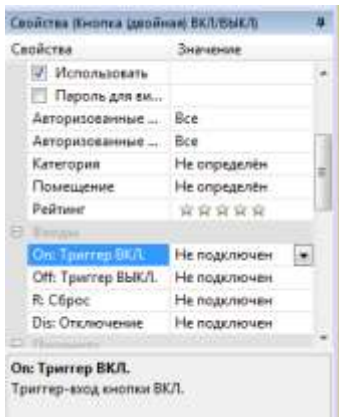 Свойства (Кнопка (двойная) ВКЛ/ВЫКЛ)
Свойства Значение
Использовать
Пароль для ви...
Авторизованные ... Все
Авторизованные ... Все
Категория Не определён
Помещение Не определён
Рейтинг
Входы
On: Триггер ВКЛ. Не подключен
Off: Триггер ВЫКЛ. Не подключен
R: Сброс Не подключен
Dis: Отключение Не подключен
On: Триггер ВКЛ.
Триггер-вход кнопки ВКЛ.